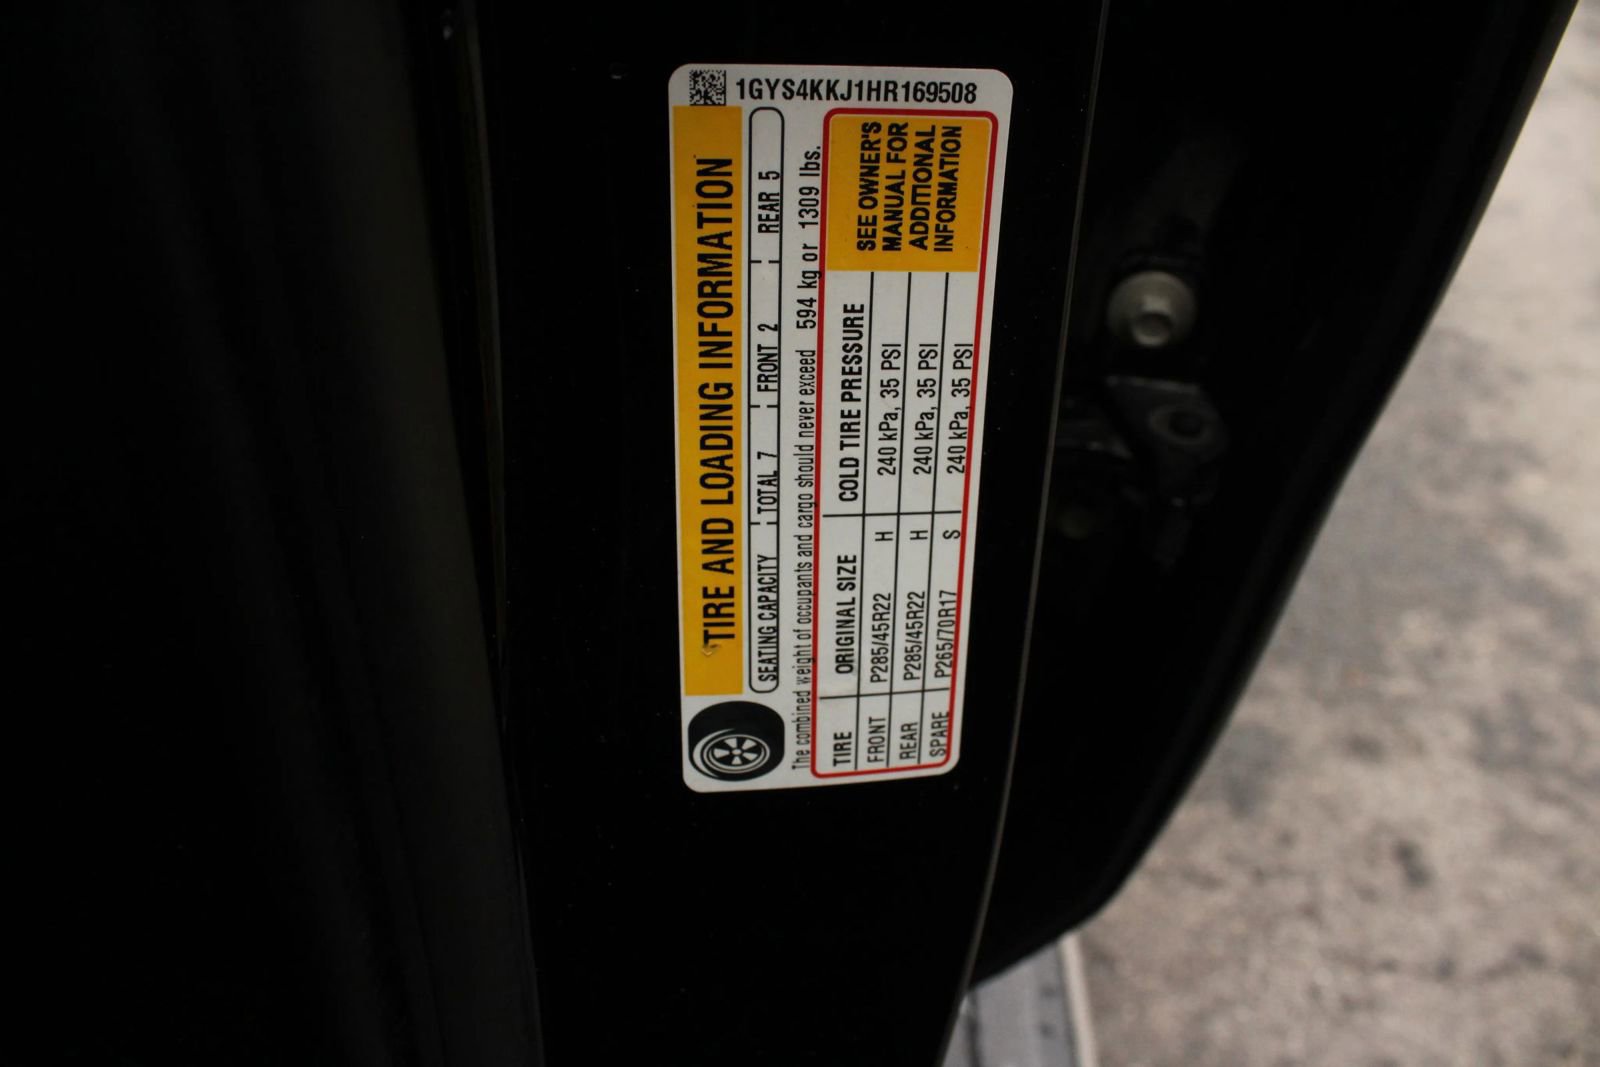 1GYS4KKJ1HR169508
TIRE AND LOADING INFORMATION
SEATING CAPACITY TOTAL 7 FRONT 2 REAR 5
The combined weight of occupants and cargo should never exceed 594 kg or 1309 lbs.
TIRE ORIGINAL SIZE COLD TIRE PRESSURE
FRONT P285/45R22 H 240 kPa, 35 PSI
REAR P285/45R22 H 240 kPa, 35 PSI
SPARE P265/70R17 S 240 kPa, 35 PSI
SEE OWNER'S
MANUAL FOR
ADDITIONAL
INFORMATION